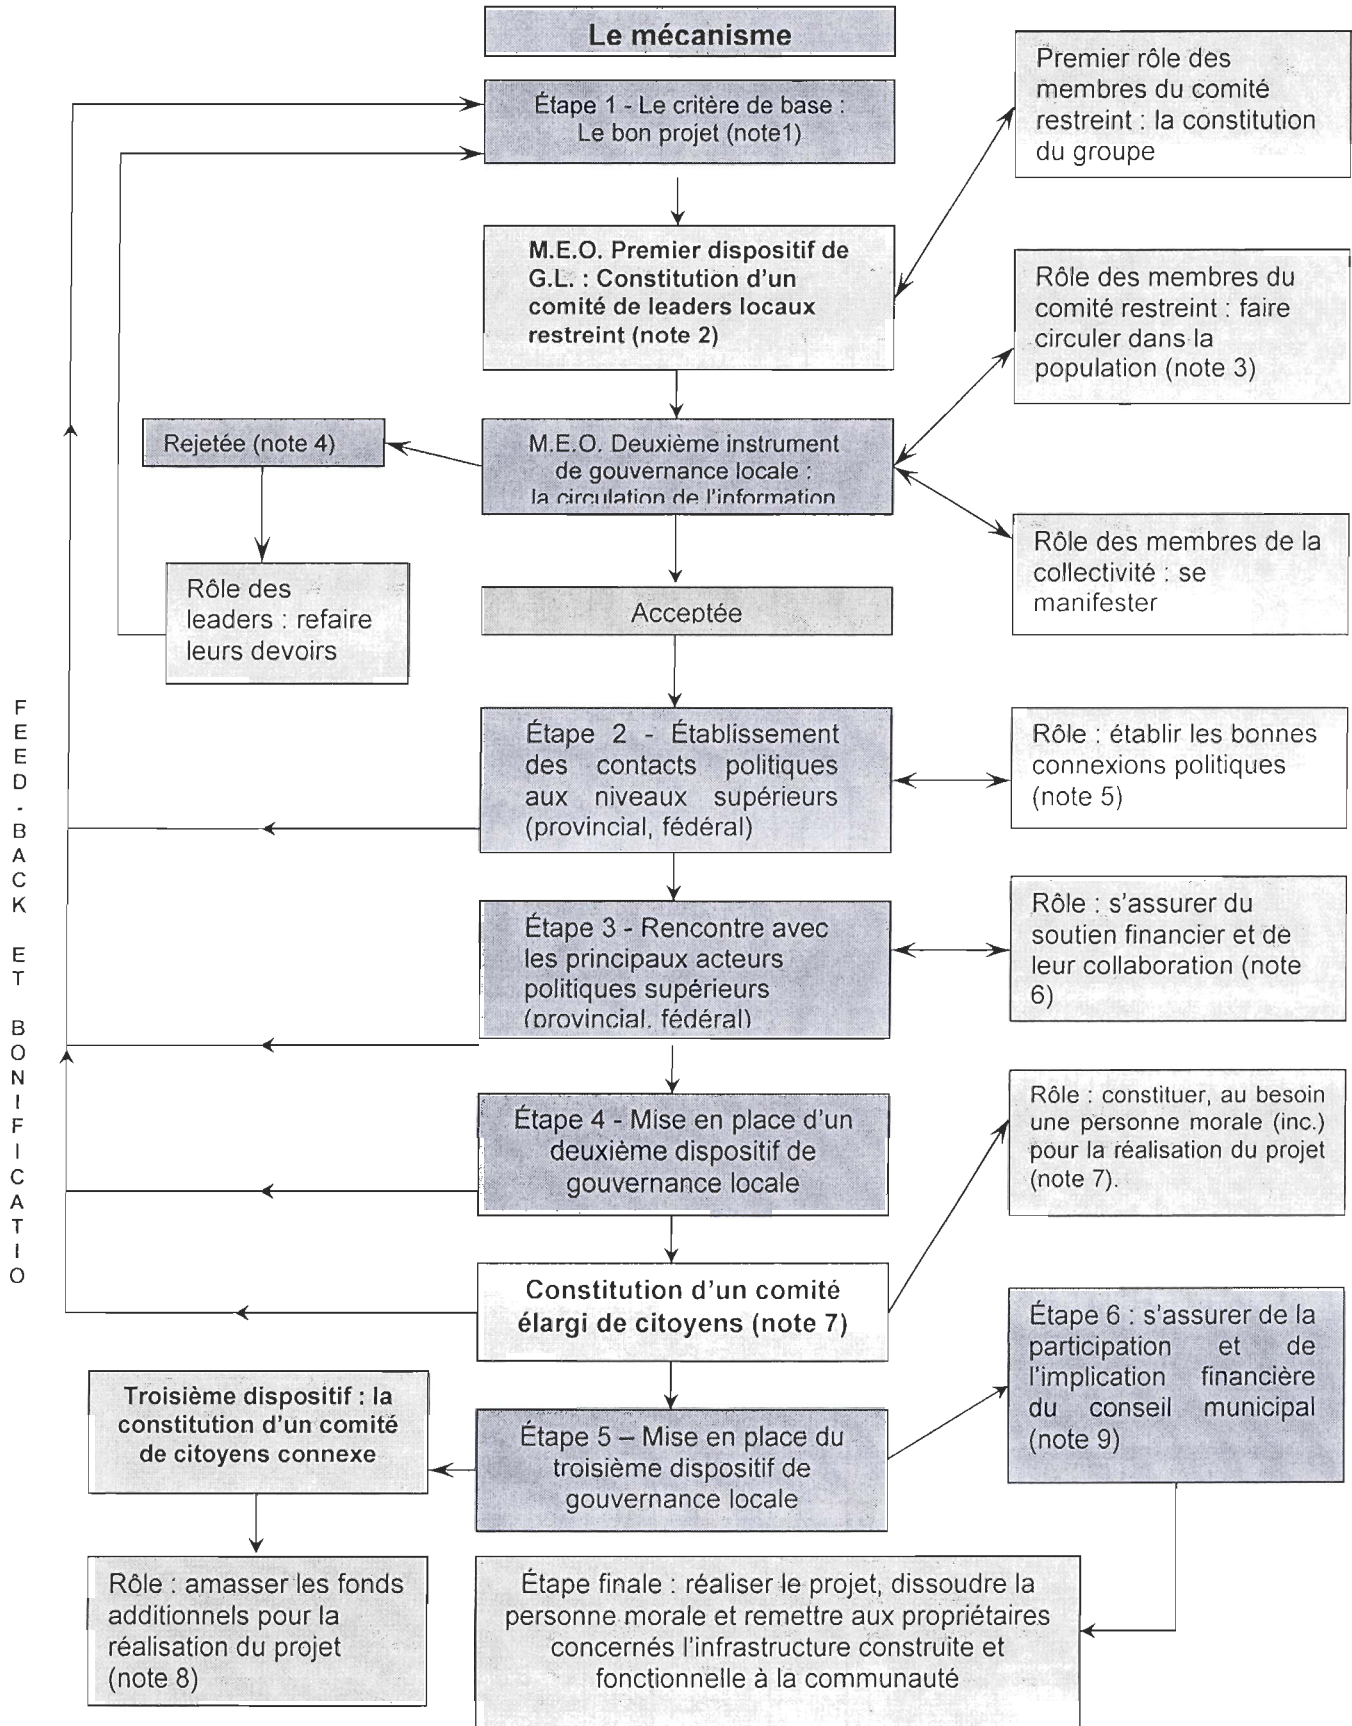 Le mécanisme
Étape 1 - Le critère de base :
Le bon projet (note1)
Premier rôle des
membres du comité
restreint : la constitution
du groupe
M.E.O. Premier dispositif de
G.L. : Constitution d'un
comité de leaders locaux
restreint (note 2)
Rôle des membres du
comité restreint : faire
circuler dans la
population (note 3)
Rejetée (note 4)
M.E.O. Deuxième instrument
de gouvernance locale :
la circulation de l'information
Rôle des membres de la
collectivité : se
manifester
Rôle des
leaders : refaire
leurs devoirs
Acceptée
Étape 2 - Établissement
des contacts politiques
aux niveaux supérieurs
(provincial, fédéral)
Rôle : établir les bonnes
connexions politiques
(note 5)
FEED-BACK ET BONIFICATIO
Étape 3 - Rencontre avec
les principaux acteurs
politiques supérieurs
(provincial, fédéral)
Rôle : s'assurer du
soutien financier et de
leur collaboration (note
6)
Étape 4 - Mise en place d'un
deuxième dispositif de
gouvernance locale
Rôle : constituer, au besoin
une personne morale (inc.)
pour la réalisation du projet
(note 7).
Constitution d'un comité
élargi de citoyens (note 7)
Étape 6 : s'assurer de la
participation et de
l'implication financière
du conseil municipal
(note 9)
Troisième dispositif : la
constitution d'un comité
de citoyens connexe
Étape 5 – Mise en place du
troisième dispositif de
gouvernance locale
Rôle : amasser les fonds
additionnels pour la
réalisation du projet
(note 8)
Étape finale : réaliser le projet, dissoudre la
personne morale et remettre aux propriétaires
concernés l'infrastructure construite et
fonctionnelle à la communauté